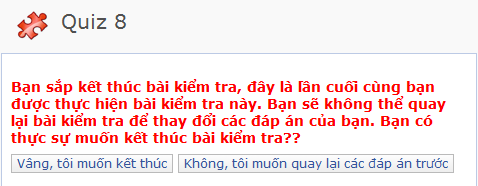 Quiz 8
Bạn sắp kết thúc bài kiểm tra, đây là lần cuối cùng bạn
được thực hiện bài kiểm tra này. Bạn sẽ không thể quay
lại bài kiểm tra để thay đổi các đáp án của bạn. Bạn có
thực sự muốn kết thúc bài kiểm tra??
Vâng, tôi muốn kết thúc Không, tôi muốn quay lại các đáp án trước